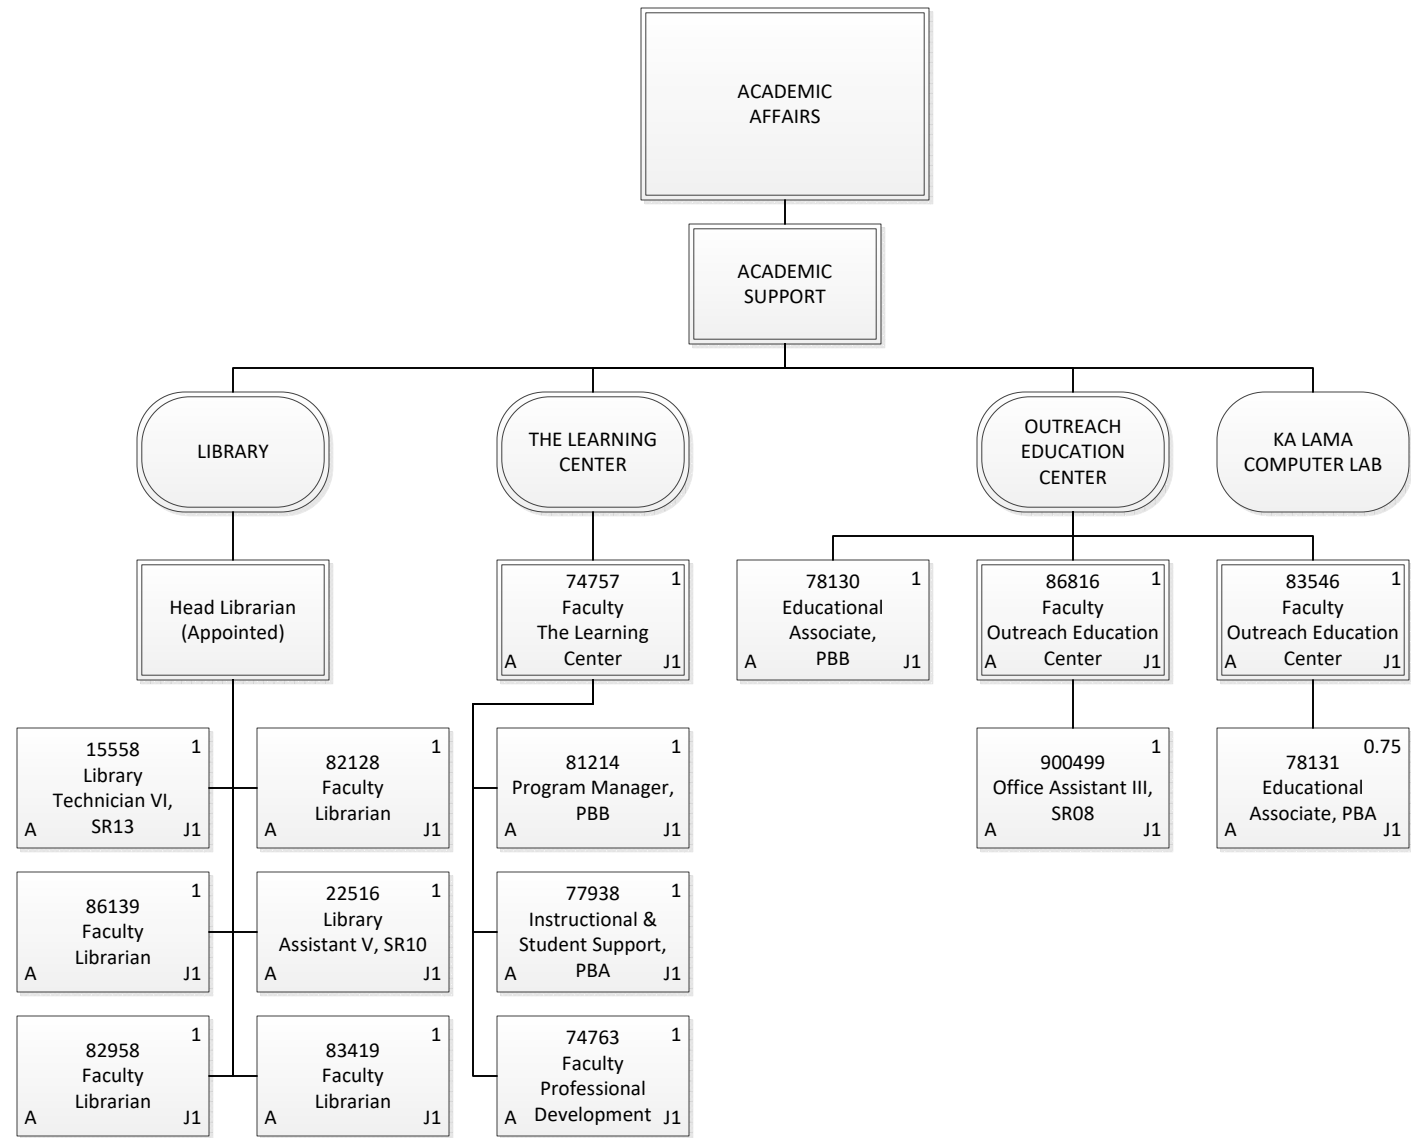 ACADEMIC
AFFAIRS
ACADEMIC
SUPPORT
LIBRARY
THE LEARNING
CENTER
OUTREACH
EDUCATION
CENTER
KA LAMA
COMPUTER LAB
Head Librarian
(Appointed)
74757 1
Faculty
The Learning
A Center J1
78130 1
Educational
Associate,
A PBB J1
86816 1
Faculty
Outreach Education
A Center J1
83546 1
Faculty
Outreach Education
A Center J1
15558 1
Library
Technician VI,
A SR13 J1
82128 1
Faculty
Librarian
A J1
81214 1
Program Manager,
PBB
A J1
900499 1
Office Assistant III,
SR08
A J1
0.75
78131
Educational
Associate, PBA
A J1
86139 1
Faculty
Librarian
A J1
22516 1
Library
Assistant V, SR10
A J1
77938 1
Instructional &
Student Support,
A PBA J1
82958 1
Faculty
Librarian
A J1
83419 1
Faculty
Librarian
A J1
74763 1
Faculty
Professional
A Development J1